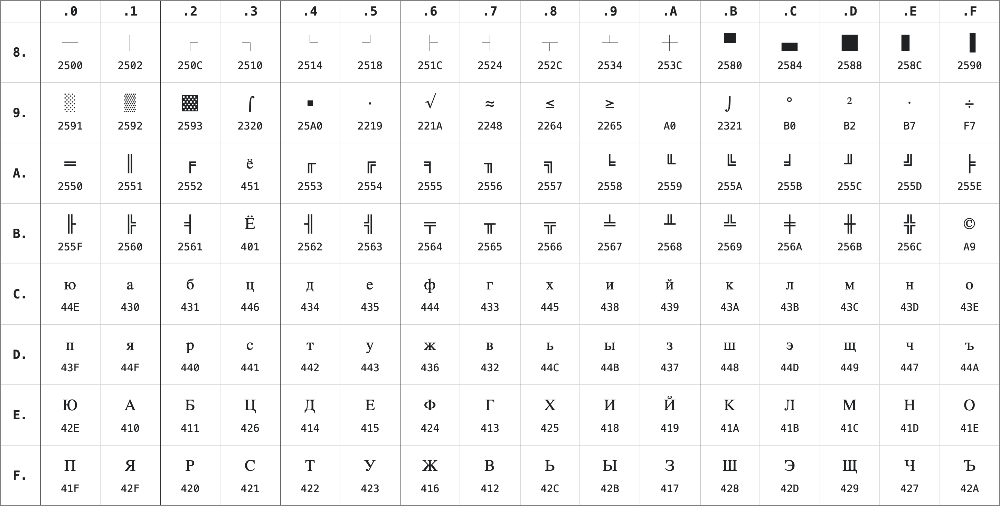 .0 .1 .2 .3 .4 .5 .6 .7 .8 .9 .A .B .C .D .E .F
8. ─ │ ┌ ┐ └ ┘ ├ ┤ ┬ ┴ ┼ ▀ ▄ █ ▌ ▐
2500 2502 250C 2510 2514 2518 251C 2524 252C 2534 253C 2580 2584 2588 258C 2590
9. ░ ▒ ▓ ⌠ ■ ∙ √ ≈ ≤ ≥ ⌡ ° ² · ÷
2591 2592 2593 2320 25A0 2219 221A 2248 2264 2265 A0 2321 B0 B2 B7 F7
A. ═ ║ ╒ ё ╓ ╔ ╕ ╖ ╗ ╘ ╙ ╚ ╛ ╜ ╝ ╞
2550 2551 2552 451 2553 2554 2555 2556 2557 2558 2559 255A 255B 255C 255D 255E
B. ╟ ╠ ╡ Ё ╢ ╣ ╤ ╥ ╦ ╧ ╨ ╩ ╪ ╫ ╬ ©
255F 2560 2561 401 2562 2563 2564 2565 2566 2567 2568 2569 256A 256B 256C A9
C. ю а б ц д е ф г х и й к л м н о
44E 430 431 446 434 435 444 433 445 438 439 43A 43B 43C 43D 43E
D. п я р с т у ж в ь ы з ш э щ ч ъ
43F 44F 440 441 442 443 436 432 44C 44B 437 448 44D 449 447 44A
E. Ю А Б Ц Д Е Ф Г Х И Й К Л М Н О
42E 410 411 426 414 415 424 413 425 418 419 41A 41B 41C 41D 41E
F. П Я Р С Т У Ж В Ь Ы З Ш Э Щ Ч Ъ
41F 42F 420 421 422 423 416 412 42C 42B 417 428 42D 429 427 42A